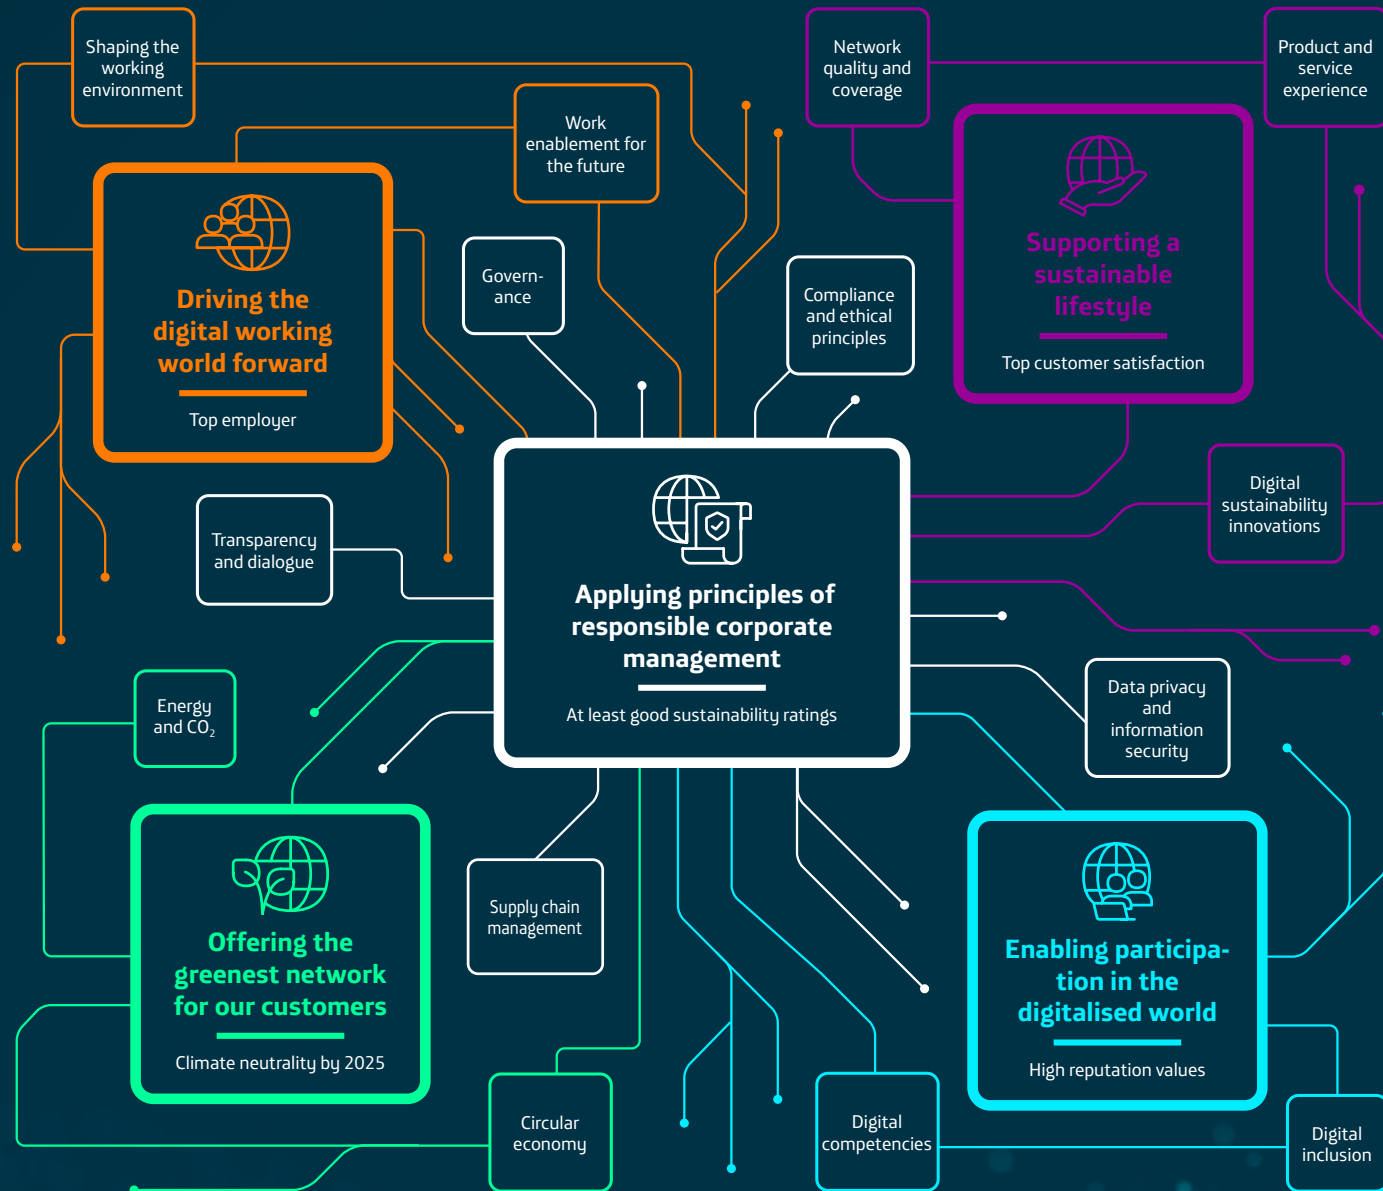 Shaping the
working
environment
Network
quality and
coverage
Product and
service
experience
Work
enablement for
the future
Supporting a
sustainable
lifestyle
Top customer satisfaction
Driving the
digital working
world forward
Top employer
Govern-
ance
Compliance
and ethical
principles
Digital
sustainability
innovations
Transparency
and dialogue
Applying principles of
responsible corporate
management
At least good sustainability ratings
Energy
and CO₂
Data privacy
and
information
security
Offering the
greenest network
for our customers
Climate neutrality by 2025
Supply chain
management
Enabling participa-
tion in the
digitalised world
High reputation values
Circular
economy
Digital
competencies
Digital
inclusion